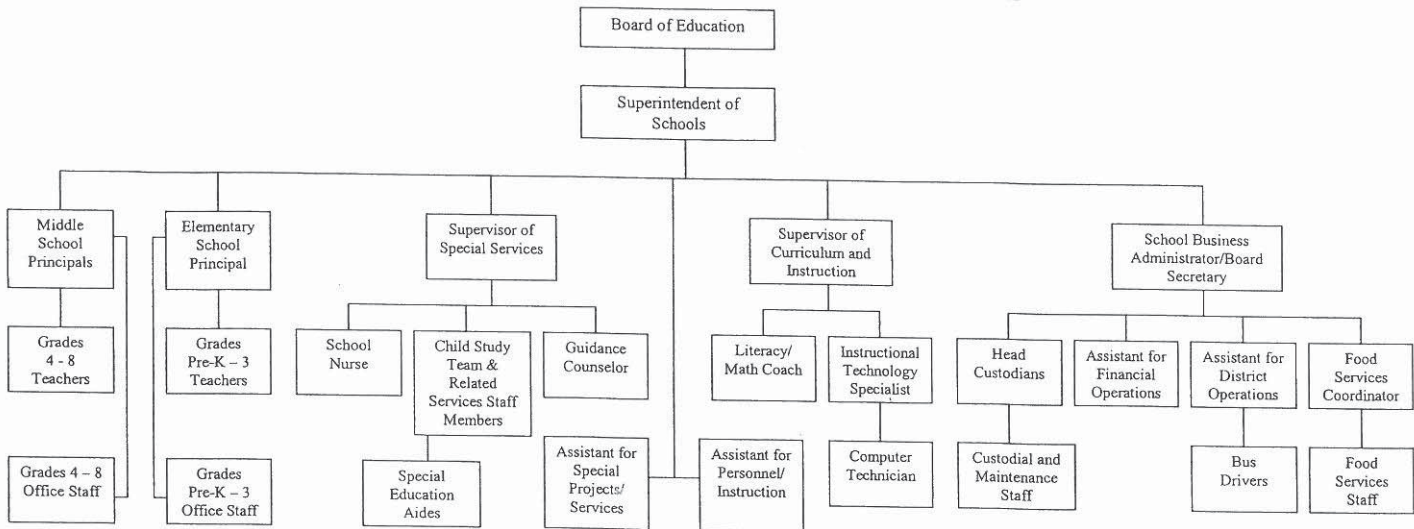 Board of Education
Superintendent of
Schools
Middle
School
Principals
Elementary
School
Principal
Supervisor
of Special Services
Supervisor of
Curriculum and
Instruction
School Business
Administrator/Board
Secretary
Grades
4 - 8
Teachers
Grades
Pre-K – 3
Teachers
School
Nurse
Child Study
Team &
Related
Services Staff
Members
Guidance
Counselor
Literacy/
Math Coach
Instructional
Technology
Specialist
Head
Custodians
Assistant for
Financial
Operations
Assistant for
District
Operations
Food
Services
Coordinator
Grades 4 – 8
Office Staff
Grades
Pre-K – 3
Office Staff
Special
Education
Aides
Assistant for
Special
Projects/
Services
Assistant for
Personnel/
Instruction
Computer
Technician
Custodial and
Maintenance
Staff
Bus
Drivers
Food
Services
Staff